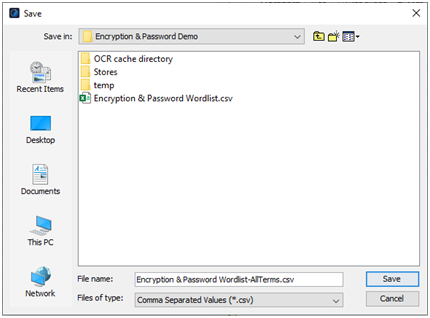 Save
Save in: Encryption & Password Demo
Recent Items
Desktop
Documents
This PC
Network
OCR cache directory
Stores
temp
Encryption & Password Wordlist.csv
File name: Encryption & Password Wordlist-AllTerms.csv Save
Files of type: Comma Separated Values (*.csv) Cancel